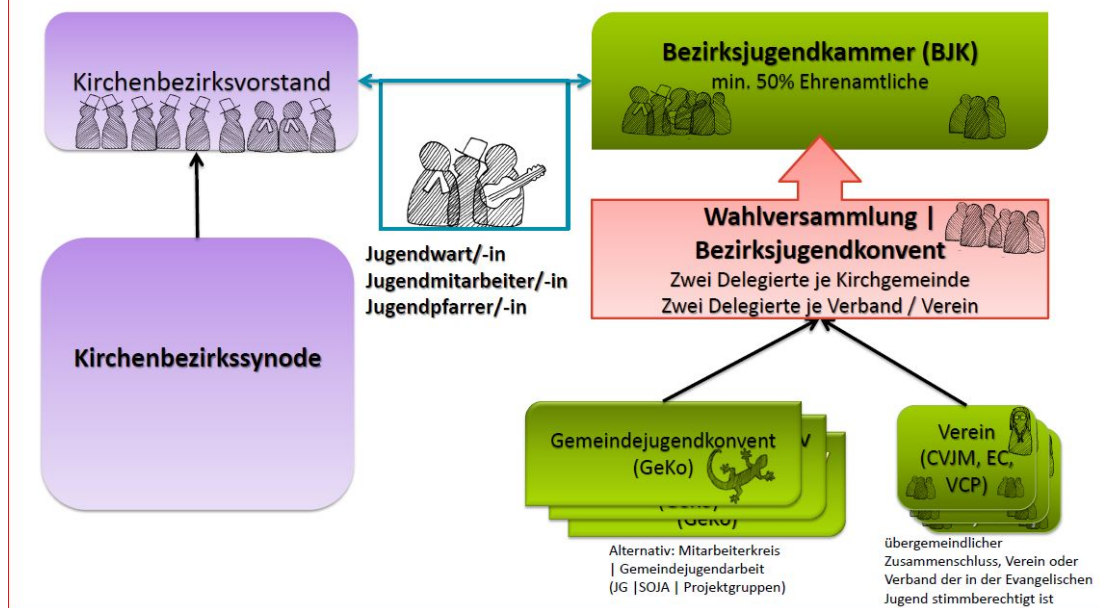 Kirchenbezirksvorstand
Bezirksjugendkammer (BJK)
min. 50% Ehrenamtliche
Jugendwart/-in
Jugendmitarbeiter/-in
Jugendpfarrer/-in
Wahlversammlung |
Bezirksjugendkonvent
Zwei Delegierte je Kirchgemeinde
Zwei Delegierte je Verband / Verein
Kirchenbezirkssynode
Gemeindejugendkonvent
(GeKo)
(GeKo)
Alternativ: Mitarbeiterkreis
| Gemeindejugendarbeit
(JG |SOJA | Projektgruppen)
Verein
(CVJM, EC,
VCP)
übergemeindlicher
Zusammenschluss, Verein oder
Verband der in der Evangelischen
Jugend stimmberechtigt ist